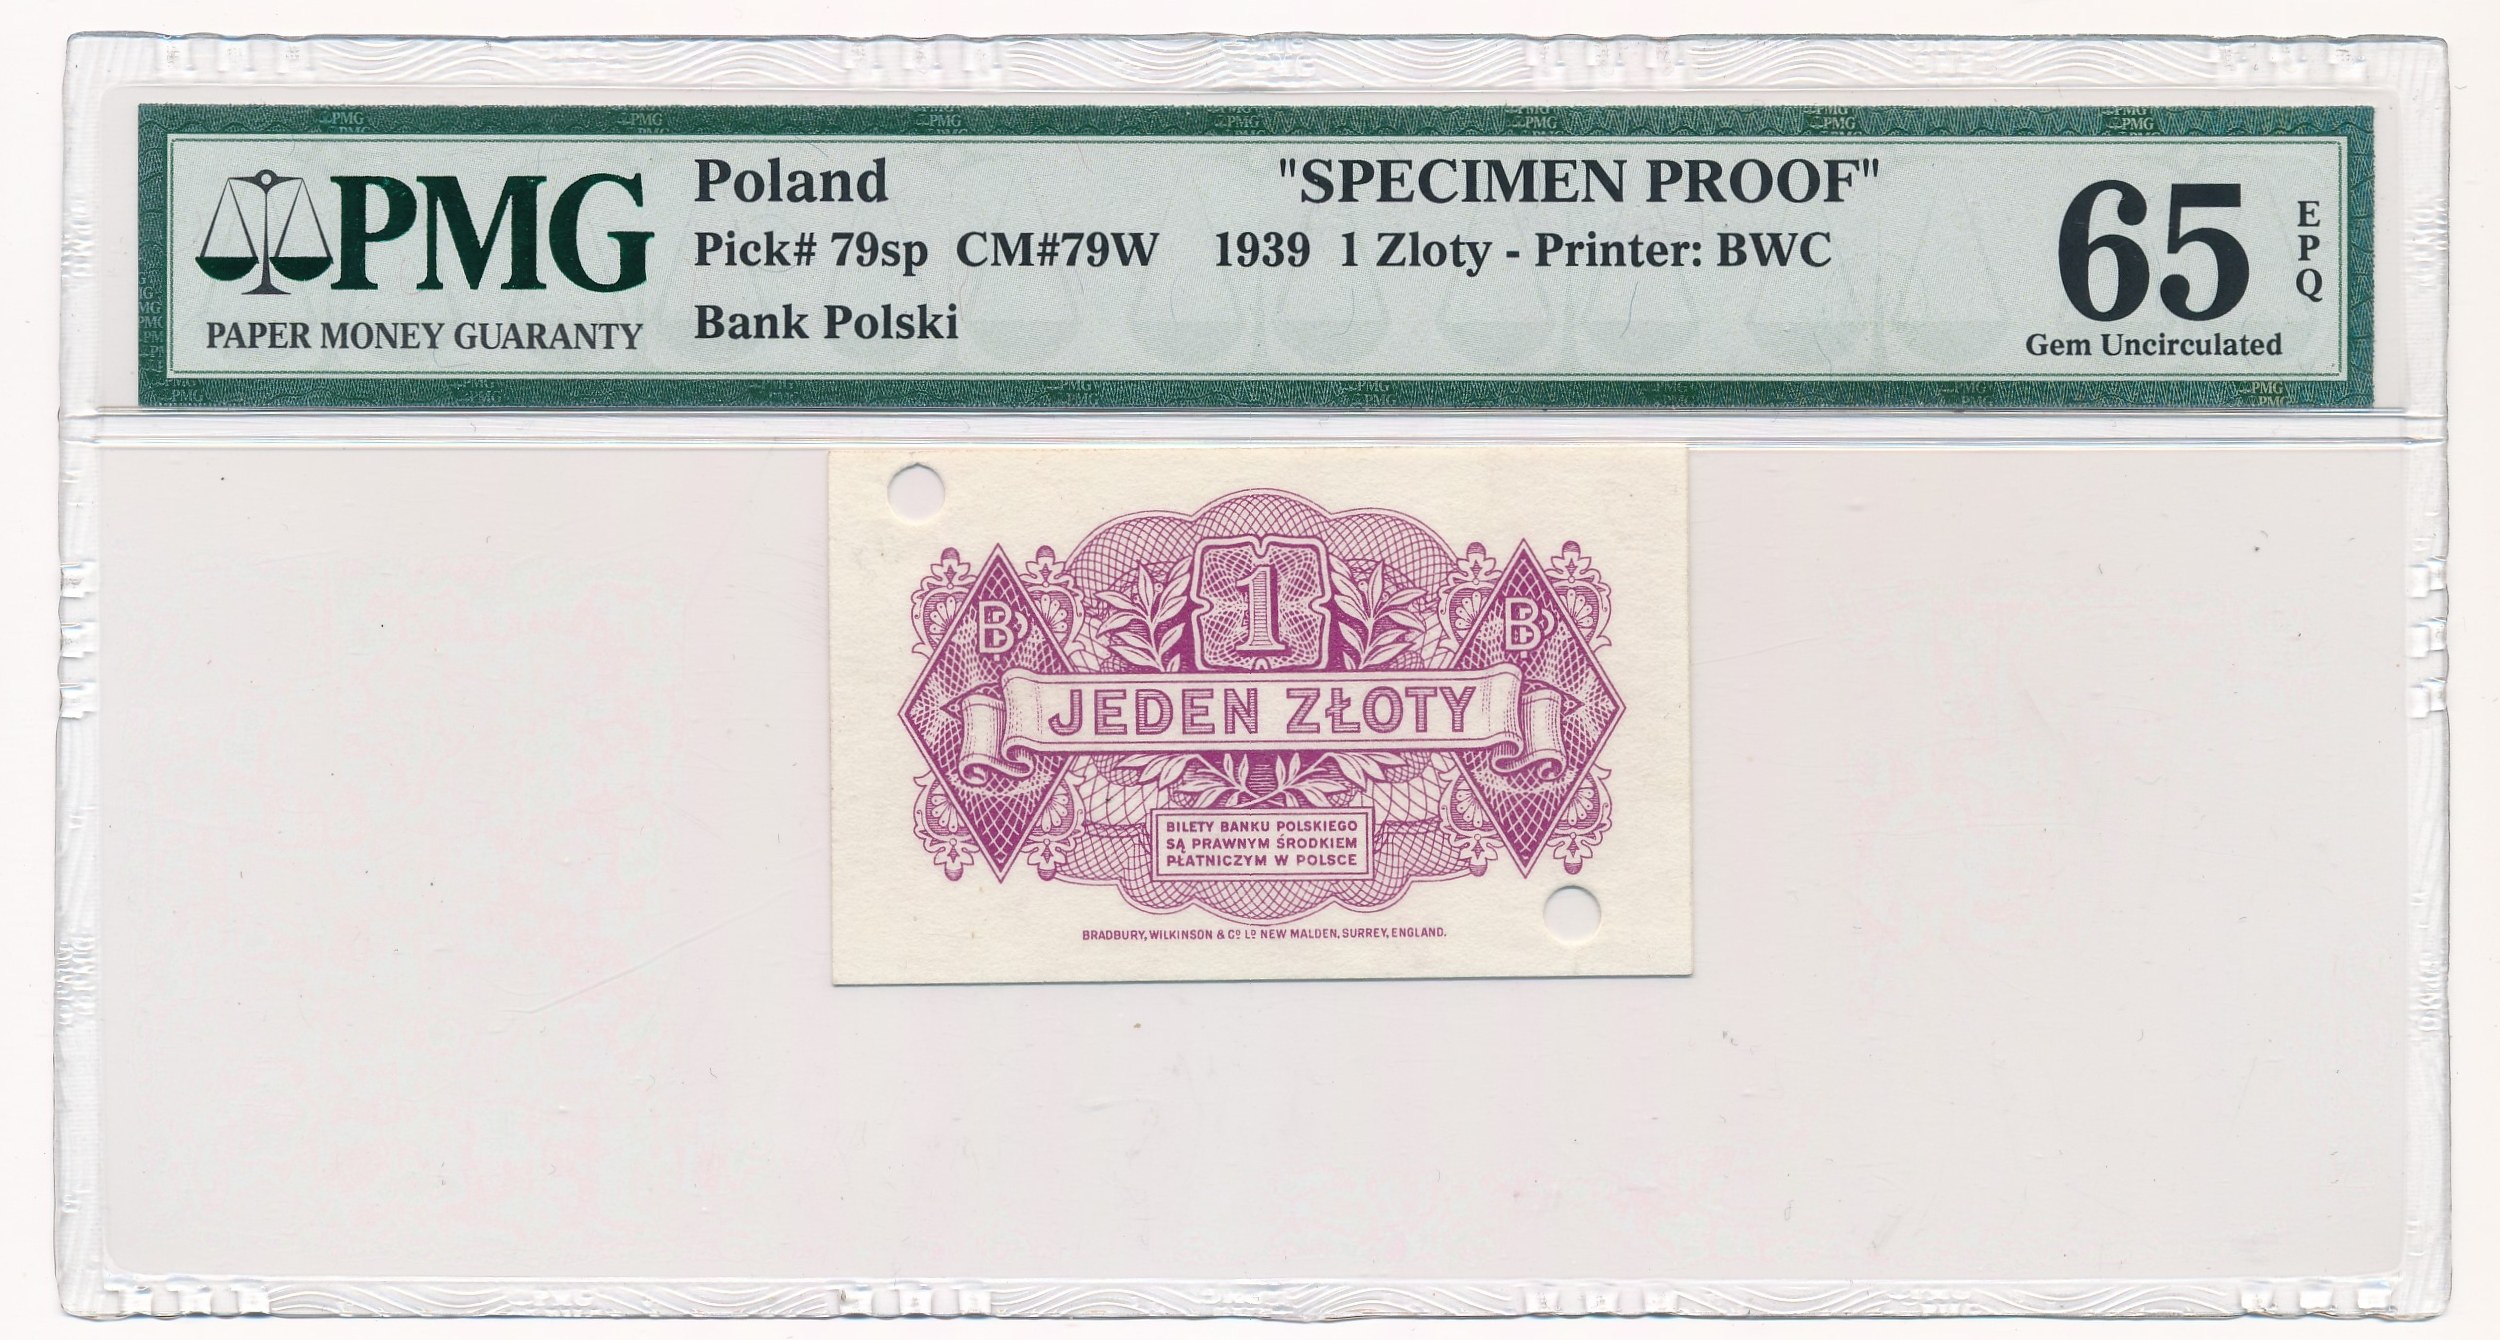 PMG
PAPER MONEY GUARANTY
Poland "SPECIMEN PROOF"
Pick# 79sp CM#79W 1939 1 Zloty - Printer: BWC
Bank Polski
65
EPQ
Gem Uncirculated
1
BP BP
JEDEN ZŁOTY
BILETY BANKU POLSKIEGO
SĄ PRAWNYM ŚRODKIEM
PŁATNICZYM W POLSCE
BRADBURY, WILKINSON & Cº Lº NEW MALDEN, SURREY, ENGLAND.